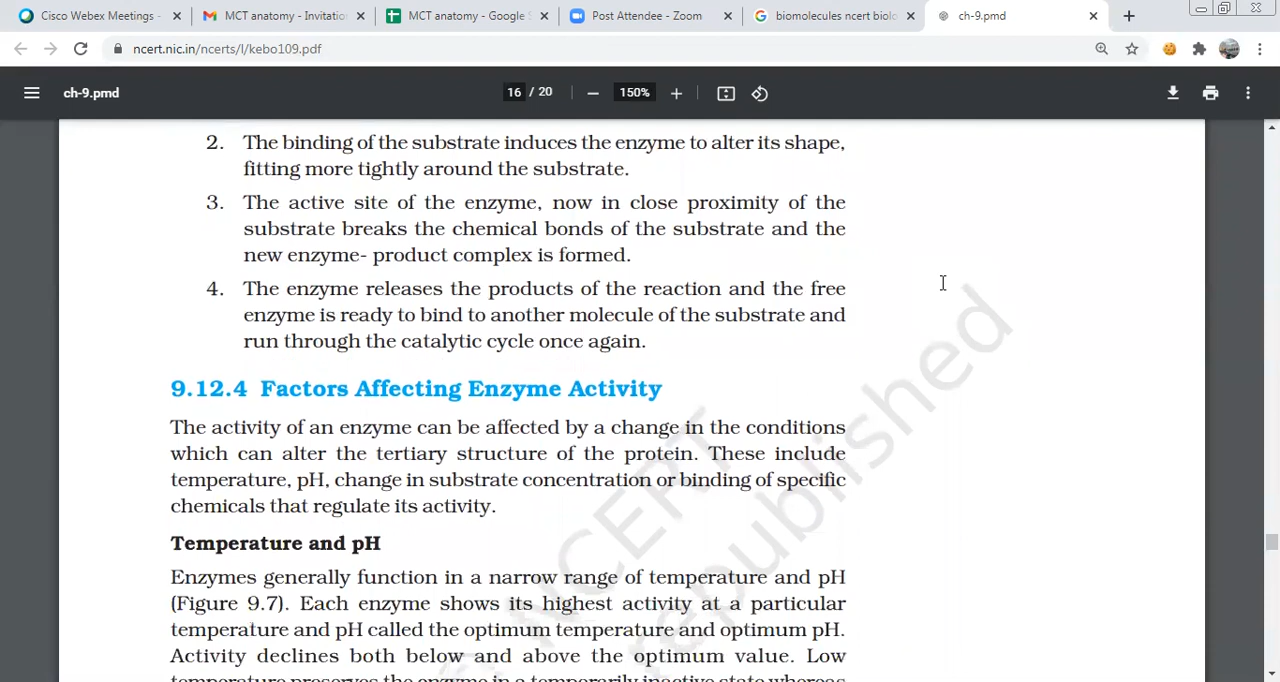 Cisco Webex Meetings -
MCT anatomy - Invitatio
MCT anatomy - Google S
Post Attendee - Zoom
biomolecules ncert biolo
ch-9.pmd
ncert.nic.in/ncerts/l/kebo109.pdf
ch-9.pmd
16 / 20
150%
2. The binding of the substrate induces the enzyme to alter its shape,
fitting more tightly around the substrate.
3. The active site of the enzyme, now in close proximity of the
substrate breaks the chemical bonds of the substrate and the
new enzyme- product complex is formed.
4. The enzyme releases the products of the reaction and the free
enzyme is ready to bind to another molecule of the substrate and
run through the catalytic cycle once again.
9.12.4 Factors Affecting Enzyme Activity
The activity of an enzyme can be affected by a change in the conditions
which can alter the tertiary structure of the protein. These include
temperature, pH, change in substrate concentration or binding of specific
chemicals that regulate its activity.
Temperature and pH
Enzymes generally function in a narrow range of temperature and pH
(Figure 9.7). Each enzyme shows its highest activity at a particular
temperature and pH called the optimum temperature and optimum pH.
Activity declines both below and above the optimum value. Low
temperature preserves the enzyme in a temporarily inactive state whereas
NCERT
republished